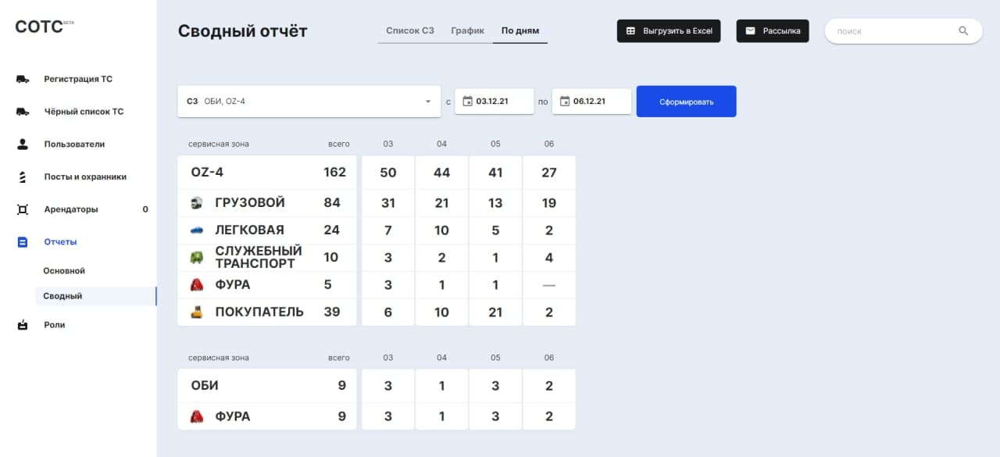 СОТС BETA
Регистрация ТС
Чёрный список ТС
Пользователи
Посты и охранники
Арендаторы 0
Отчеты
Основной
Сводный
Роли
Сводный отчёт
Список СЗ График По дням
Выгрузить в Excel Рассылка поиск
СЗ ОБИ, OZ-4 с 03.12.21 по 06.12.21 Сформировать
сервисная зона всего 03 04 05 06
OZ-4 162 50 44 41 27
ГРУЗОВОЙ 84 31 21 13 19
ЛЕГКОВАЯ 24 7 10 5 2
СЛУЖЕБНЫЙ
ТРАНСПОРТ 10 3 2 1 4
ФУРА 5 3 1 1 —
ПОКУПАТЕЛЬ 39 6 10 21 2
сервисная зона всего 03 04 05 06
ОБИ 9 3 1 3 2
ФУРА 9 3 1 3 2